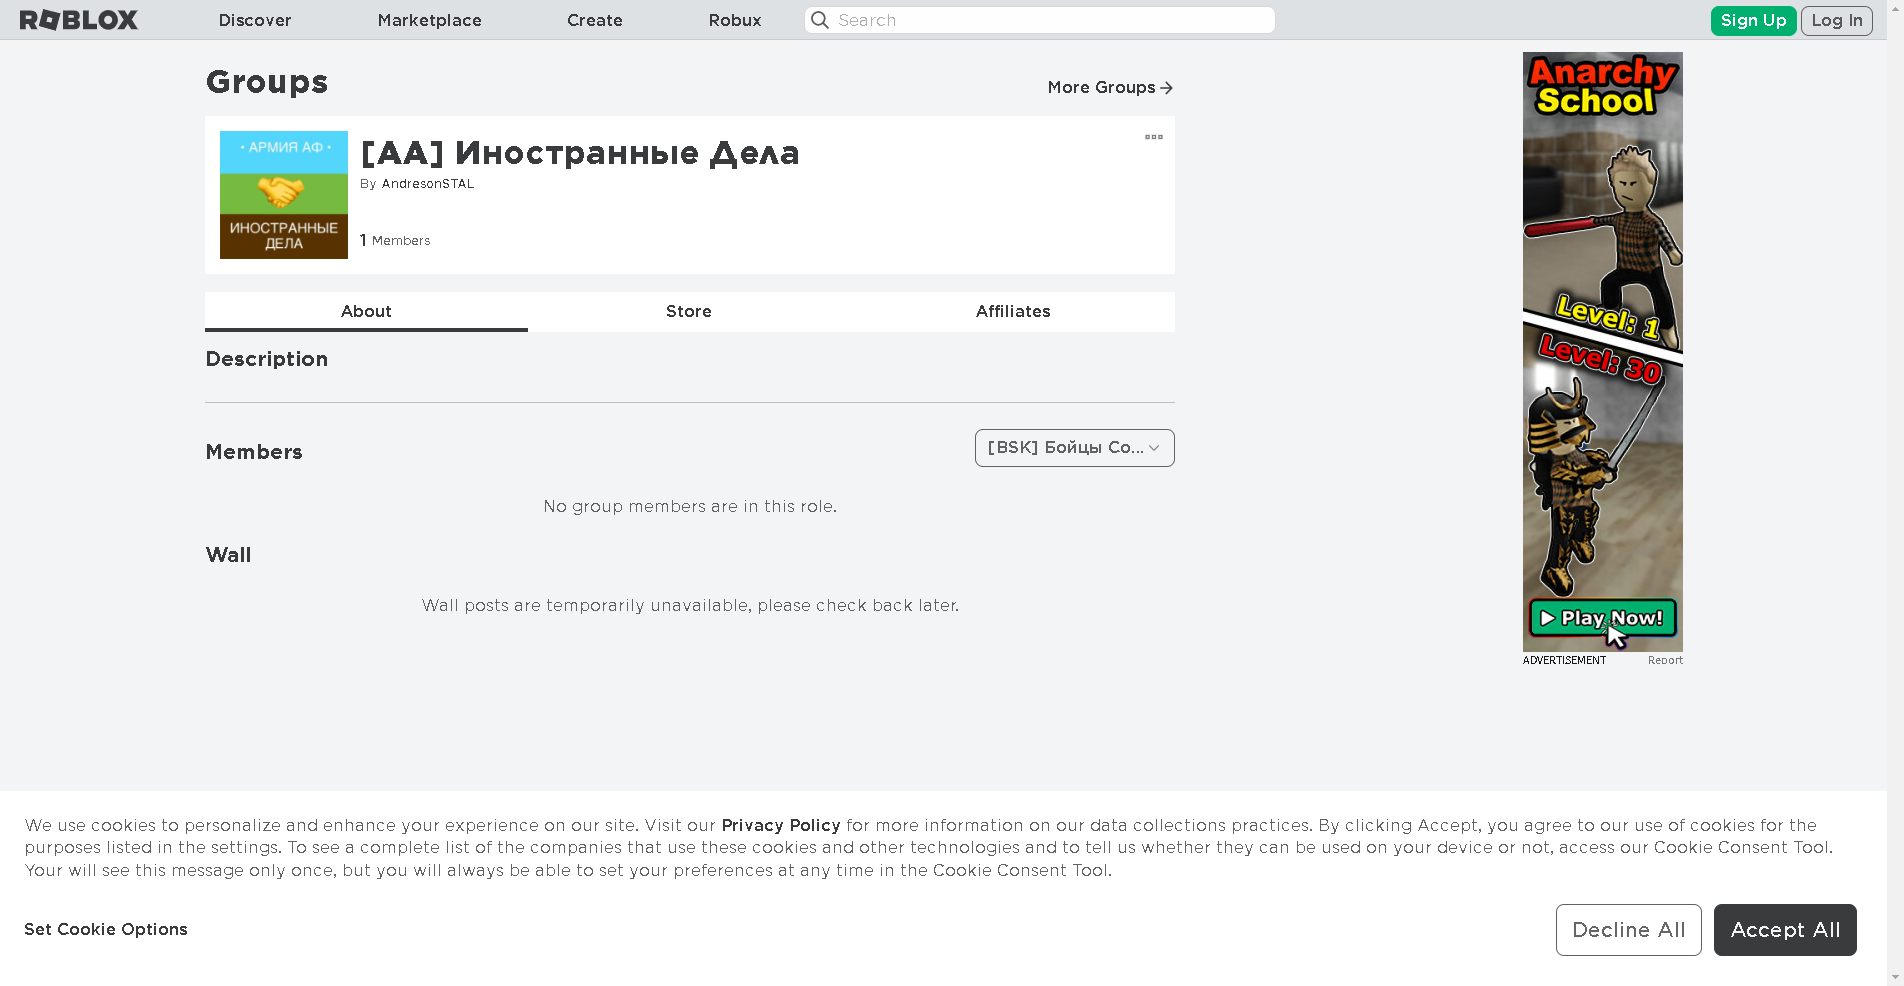 ROBLOX
Discover
Marketplace
Create
Robux
Search
Sign Up
Log In
Groups
More Groups
• АРМИЯ АФ •
ИНОСТРАННЫЕ
ДЕЛА
[AA] Иностранные Дела
By AndresonSTAL
1 Members
About
Store
Affiliates
Description
Members
[BSK] Бойцы Со...
No group members are in this role.
Wall
Wall posts are temporarily unavailable, please check back later.
Anarchy
School
Level: 1
Level: 30
Play Now!
ADVERTISEMENT
Report
We use cookies to personalize and enhance your experience on our site. Visit our Privacy Policy for more information on our data collections practices. By clicking Accept, you agree to our use of cookies for the
purposes listed in the settings. To see a complete list of the companies that use these cookies and other technologies and to tell us whether they can be used on your device or not, access our Cookie Consent Tool.
Your will see this message only once, but you will always be able to set your preferences at any time in the Cookie Consent Tool.
Set Cookie Options
Decline All
Accept All